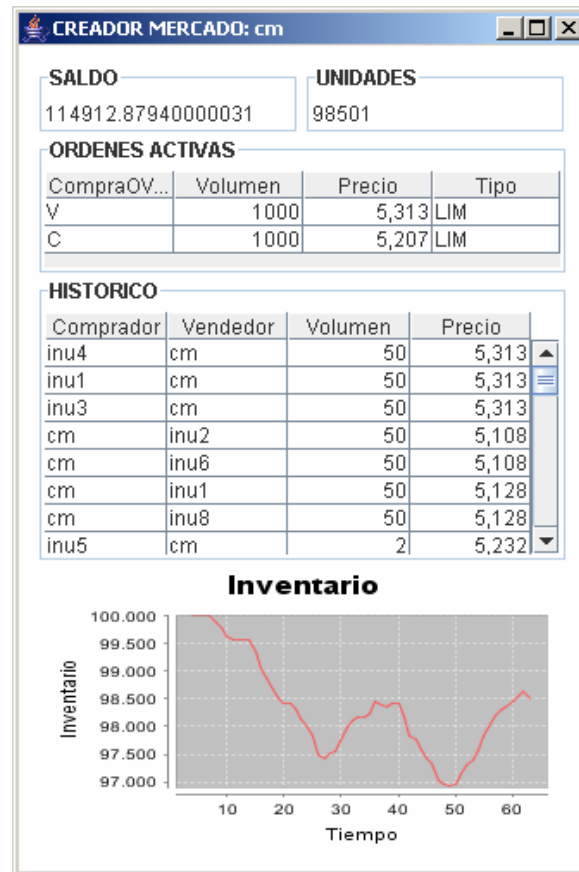 CREADOR MERCADO: cm
SALDO UNIDADES
114912.87940000031 98501
ORDENES ACTIVAS
CompraOV... Volumen Precio Tipo
V 1000 5,313 LIM
C 1000 5,207 LIM
HISTORICO
Comprador Vendedor Volumen Precio
inu4 cm 50 5,313
inu1 cm 50 5,313
inu3 cm 50 5,313
cm inu2 50 5,108
cm inu6 50 5,108
cm inu1 50 5,128
cm inu8 50 5,128
inu5 cm 2 5,232
Inventario
Inventario
100.000
99.500
99.000
98.500
98.000
97.500
97.000
10 20 30 40 50 60
Tiempo